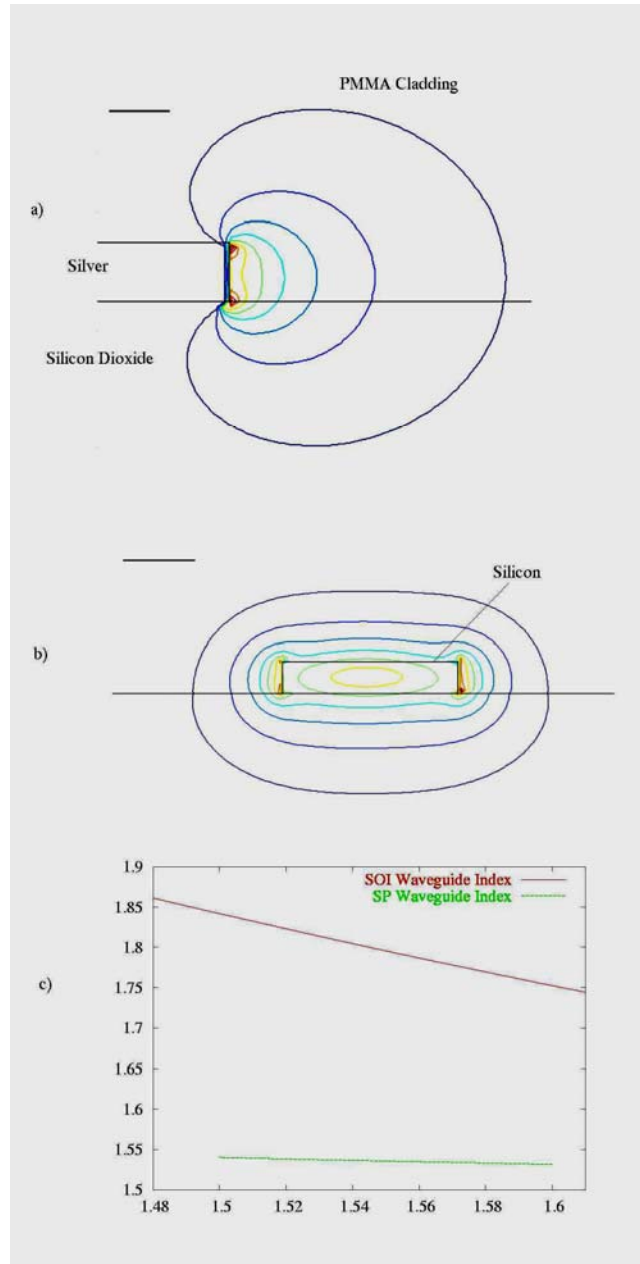 PMMA Cladding
a)
Silver
Silicon Dioxide
Silicon
b)
1.9
SOI Waveguide Index
SP Waveguide Index
1.85
1.8
c)
1.75
1.7
1.65
1.6
1.55
1.5
1.48 1.5 1.52 1.54 1.56 1.58 1.6